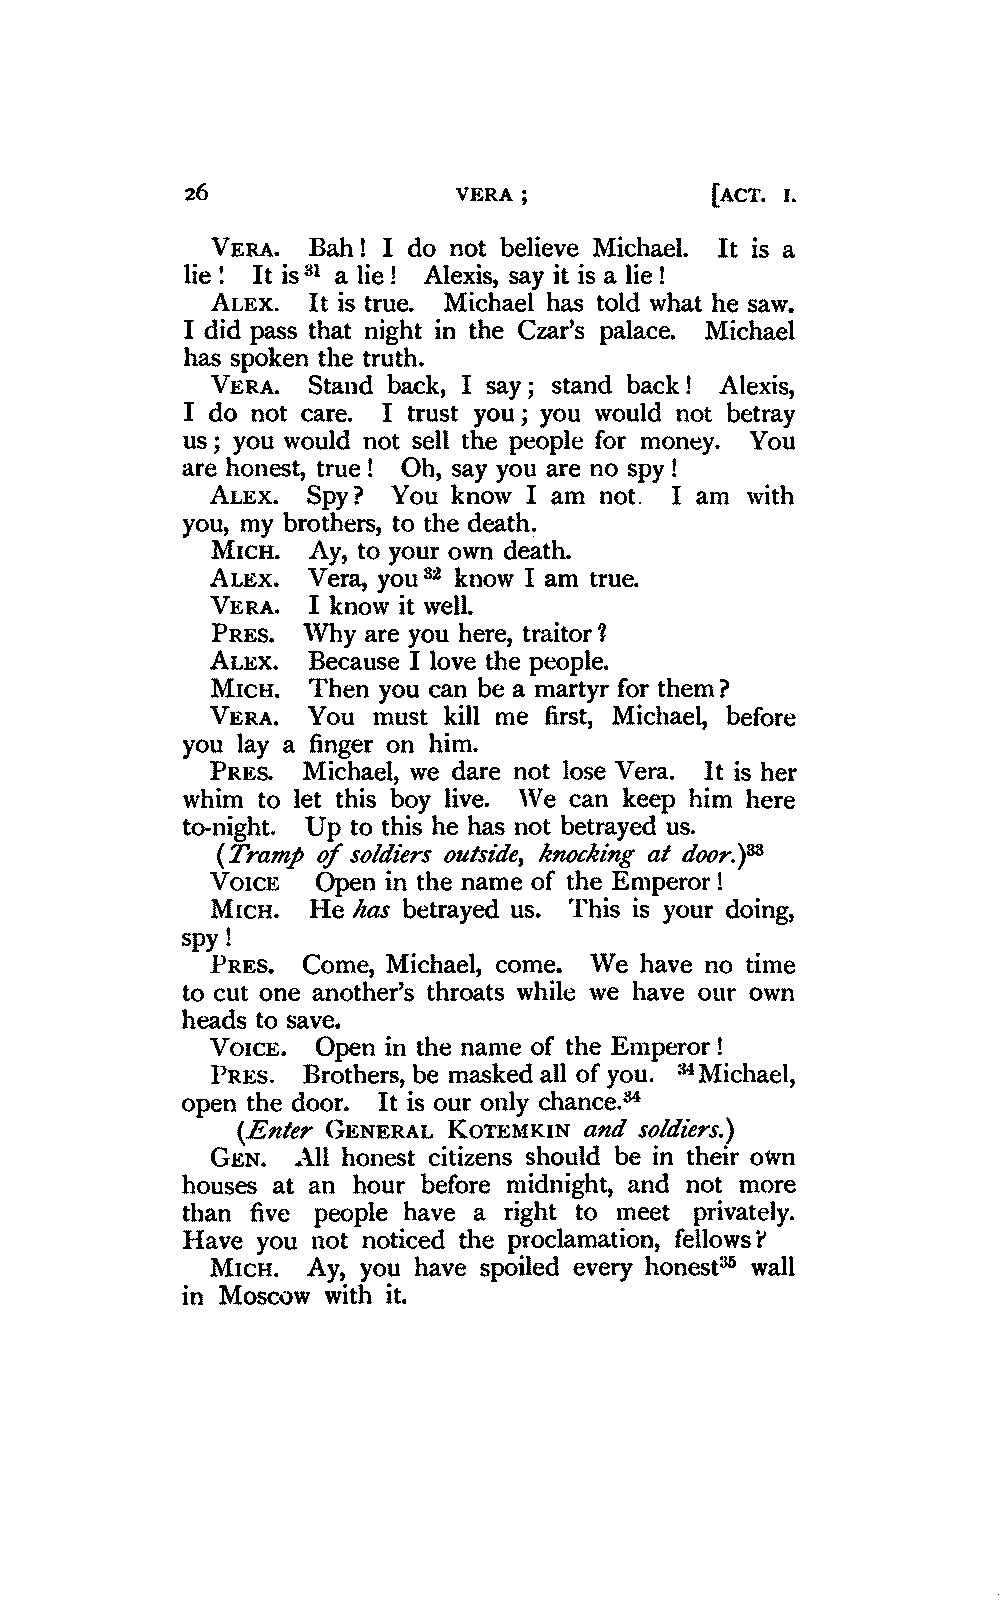 26 VERA ; [ACT. I.
VERA. Bah! I do not believe Michael. It is a
lie! It is³¹ a lie! Alexis, say it is a lie!
ALEX. It is true. Michael has told what he saw.
I did pass that night in the Czar's palace. Michael
has spoken the truth.
VERA. Stand back, I say; stand back! Alexis,
I do not care. I trust you; you would not betray
us; you would not sell the people for money. You
are honest, true! Oh, say you are no spy!
ALEX. Spy? You know I am not. I am with
you, my brothers, to the death.
MICH. Ay, to your own death.
ALEX. Vera, you³² know I am true.
VERA. I know it well.
PRES. Why are you here, traitor?
ALEX. Because I love the people.
MICH. Then you can be a martyr for them?
VERA. You must kill me first, Michael, before
you lay a finger on him.
PRES. Michael, we dare not lose Vera. It is her
whim to let this boy live. We can keep him here
to-night. Up to this he has not betrayed us.
(Tramp of soldiers outside, knocking at door.)³³
VOICE Open in the name of the Emperor!
MICH. He has betrayed us. This is your doing,
spy!
PRES. Come, Michael, come. We have no time
to cut one another's throats while we have our own
heads to save.
VOICE. Open in the name of the Emperor!
PRES. Brothers, be masked all of you. ³⁴Michael,
open the door. It is our only chance.³⁴
(Enter GENERAL KOTEMKIN and soldiers.)
GEN. All honest citizens should be in their own
houses at an hour before midnight, and not more
than five people have a right to meet privately.
Have you not noticed the proclamation, fellows?
MICH. Ay, you have spoiled every honest³⁵ wall
in Moscow with it.